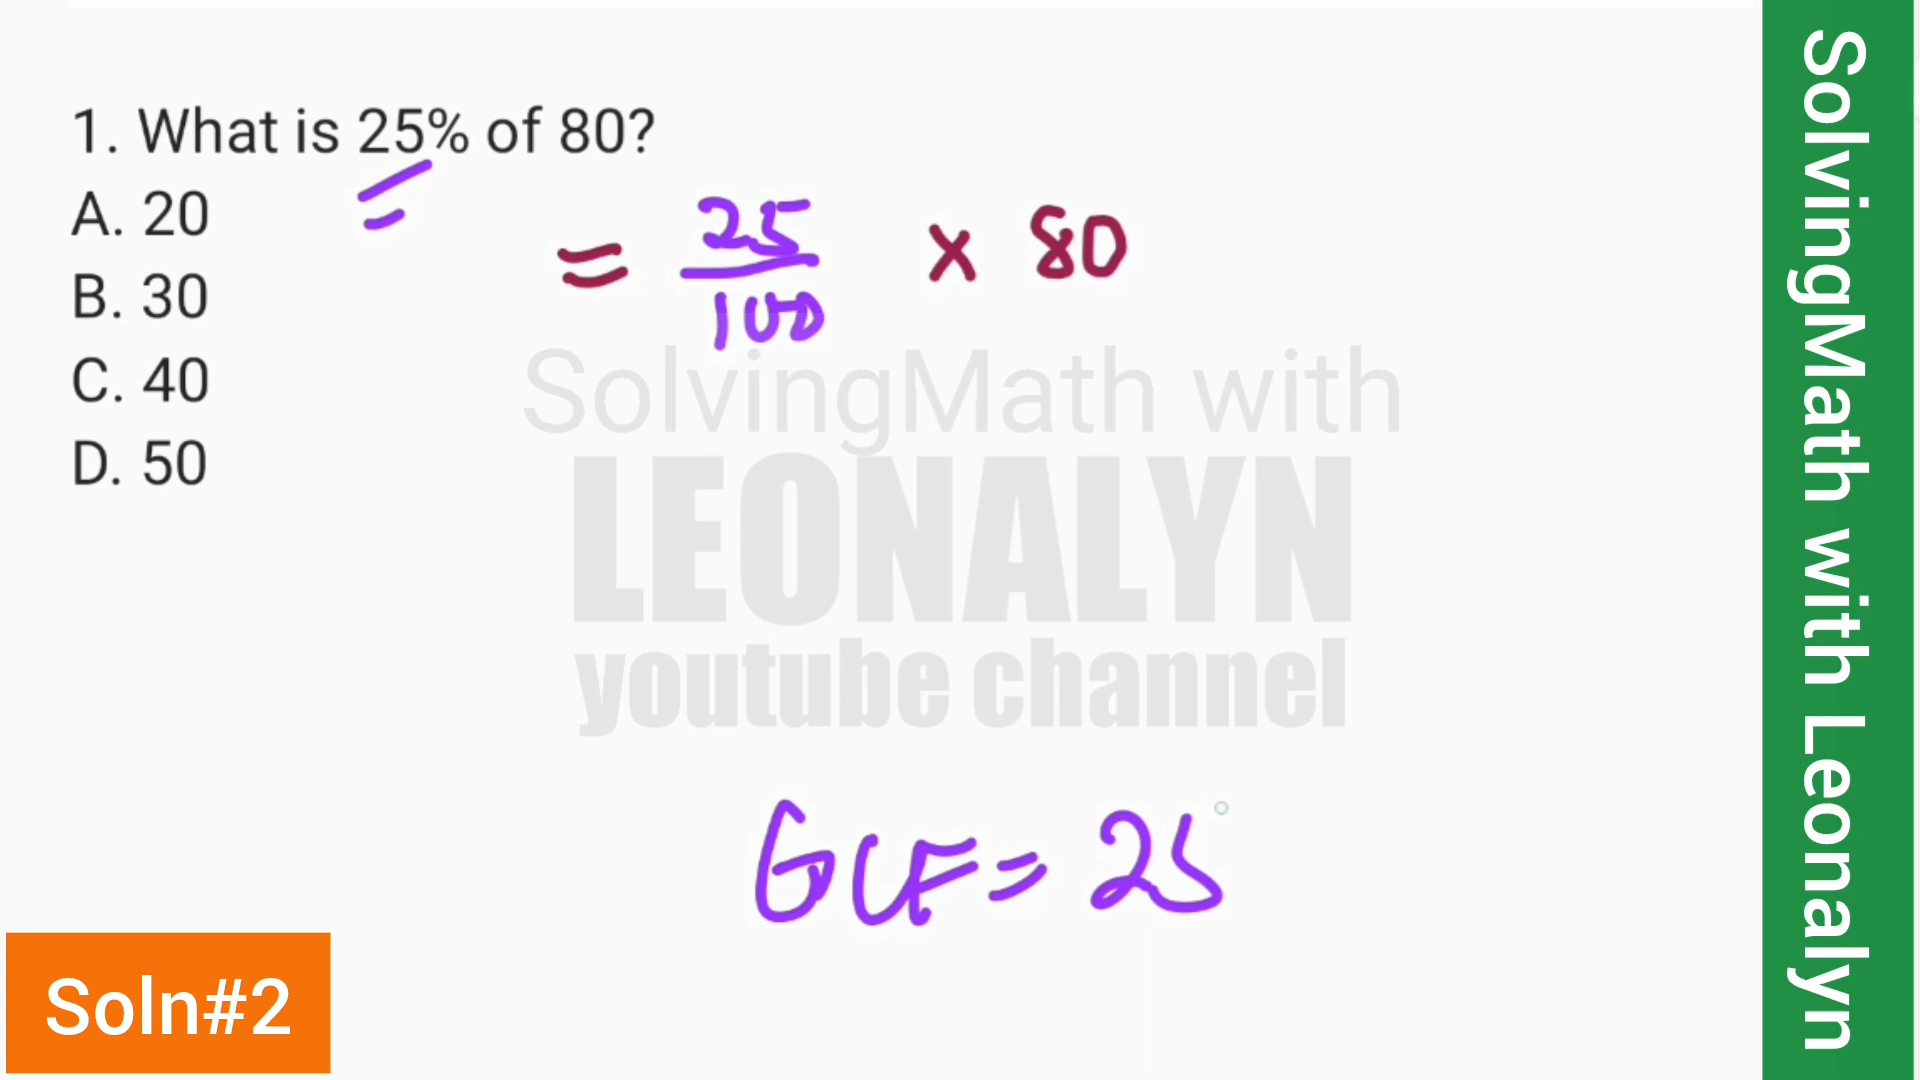 1. What is 25% of 80?
A. 20
B. 30
C. 40
D. 50
= 25/100 x 80
SolvingMath with
LEONALYN
youtube channel
GCF = 25
Soln#2
SolvingMath with Leonalyn